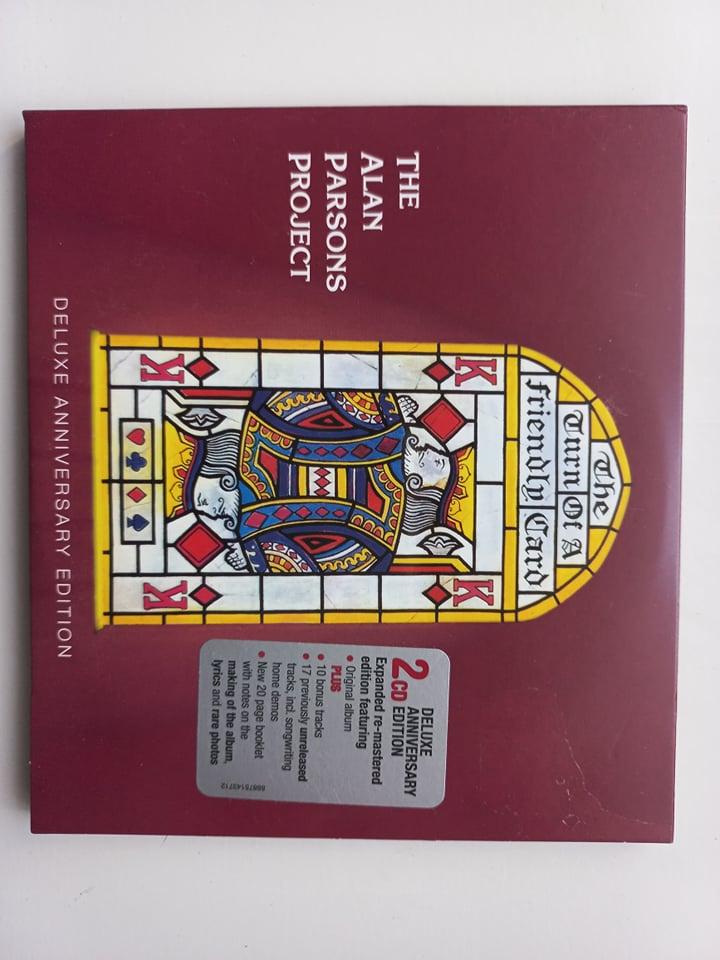 THE
ALAN
PARSONS
PROJECT
The
Turn Of A
Friendly Card
K
K
K
K
DELUXE
ANNIVERSARY
2CD EDITION
Expanded re-mastered
edition featuring
• Original album
PLUS
• 10 bonus tracks
• 17 previously unreleased
tracks, incl. songwriting
home demos
• New 20 page booklet
with notes on the
making of the album,
lyrics and rare photos
88875143712
DELUXE ANNIVERSARY EDITION